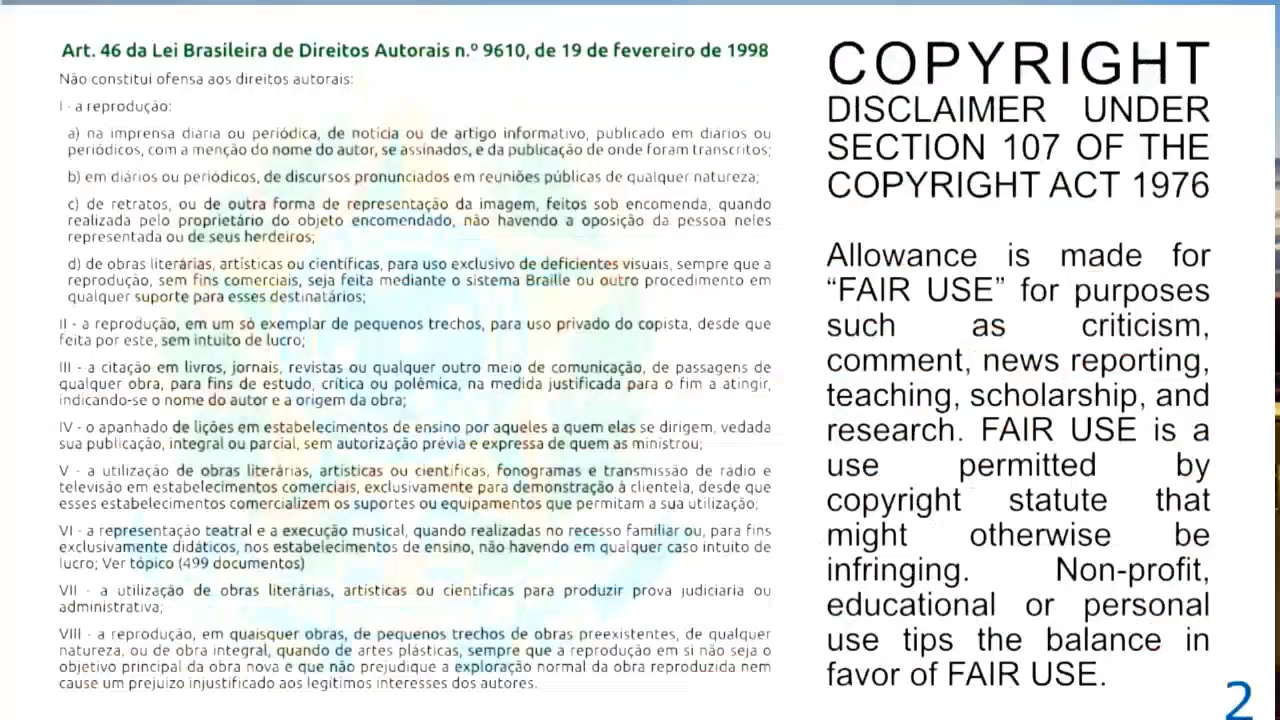 Art. 46 da Lei Brasileira de Direitos Autorais n.º 9610, de 19 de fevereiro de 1998
Não constitui ofensa aos direitos autorais:
I - a reprodução:
a) na imprensa diária ou periódica, de notícia ou de artigo informativo, publicado em diários ou
periódicos, com a menção do nome do autor, se assinados, e da publicação de onde foram transcritos;
b) em diários ou periódicos, de discursos pronunciados em reuniões públicas de qualquer natureza;
c) de retratos, ou de outra forma de representação da imagem, feitos sob encomenda, quando
realizada pelo proprietário do objeto encomendado, não havendo a oposição da pessoa neles
representada ou de seus herdeiros;
d) de obras literárias, artísticas ou científicas, para uso exclusivo de deficientes visuais, sempre que a
reprodução, sem fins comerciais, seja feita mediante o sistema Braille ou outro procedimento em
qualquer suporte para esses destinatários;
II - a reprodução, em um só exemplar de pequenos trechos, para uso privado do copista, desde que
feita por este, sem intuito de lucro;
III - a citação em livros, jornais, revistas ou qualquer outro meio de comunicação, de passagens de
qualquer obra, para fins de estudo, crítica ou polêmica, na medida justificada para o fim a atingir,
indicando-se o nome do autor e a origem da obra;
IV - o apanhado de lições em estabelecimentos de ensino por aqueles a quem elas se dirigem, vedada
sua publicação, integral ou parcial, sem autorização prévia e expressa de quem as ministrou;
V - a utilização de obras literárias, artísticas ou científicas, fonogramas e transmissão de rádio e
televisão em estabelecimentos comerciais, exclusivamente para demonstração à clientela, desde que
esses estabelecimentos comercializem os suportes ou equipamentos que permitam a sua utilização;
VI - a representação teatral e a execução musical, quando realizadas no recesso familiar ou, para fins
exclusivamente didáticos, nos estabelecimentos de ensino, não havendo em qualquer caso intuito de
lucro; Ver tópico (499 documentos)
VII - a utilização de obras literárias, artísticas ou científicas para produzir prova judiciária ou
administrativa;
VIII - a reprodução, em quaisquer obras, de pequenos trechos de obras preexistentes, de qualquer
natureza, ou de obra integral, quando de artes plásticas, sempre que a reprodução em si não seja o
objetivo principal da obra nova e que não prejudique a exploração normal da obra reproduzida nem
cause um prejuízo injustificado aos legítimos interesses dos autores.
COPYRIGHT
DISCLAIMER UNDER
SECTION 107 OF THE
COPYRIGHT ACT 1976
Allowance is made for
“FAIR USE” for purposes
such as criticism,
comment, news reporting,
teaching, scholarship, and
research. FAIR USE is a
use permitted by
copyright statute that
might otherwise be
infringing. Non-profit,
educational or personal
use tips the balance in
favor of FAIR USE.
2